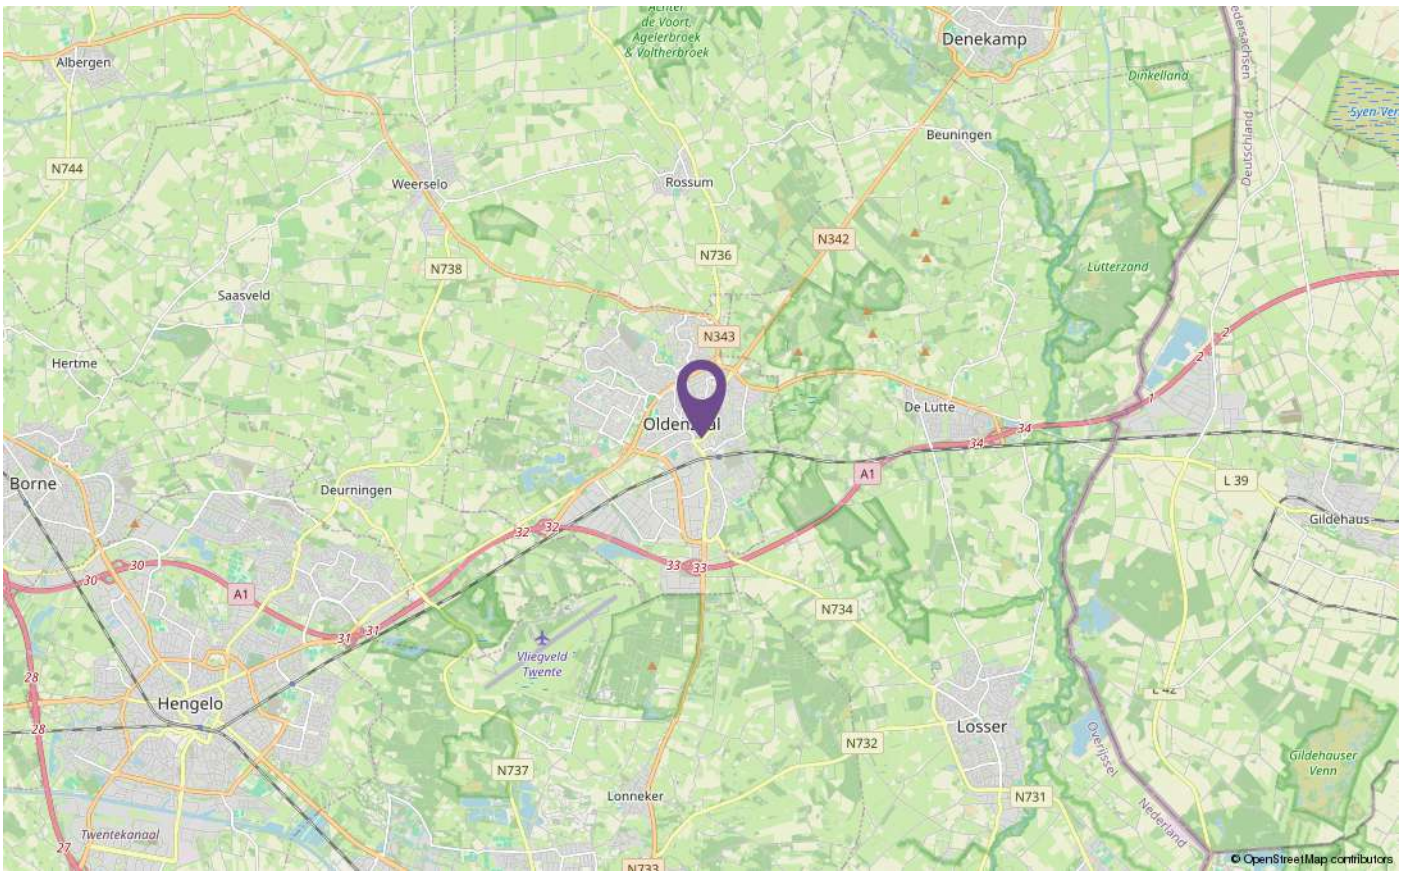 Achter
de Voort,
Agelerbroek
& Voltherbroek
Denekamp
Albergen
Dinkelland
Niedersachsen
Deutschland
Syen-Ven
Beuningen
N744
Weerselo
Rossum
N342
N736
N738
Lutterzand
Saasveld
2
N343
2
Hertme
1
De Lutte
34
34
A1
Borne
L 39
Deurningen
Gildehaus
32
32
33
33
30
30
A1
N734
31
31
Vliegveld
Twente
28
Hengelo
28
Losser
Overijssel
N732
Gildehauser
Venn
N737
Lonneker
N731
Nederland
Twentekanaal
27
N733
© OpenStreetMap contributors